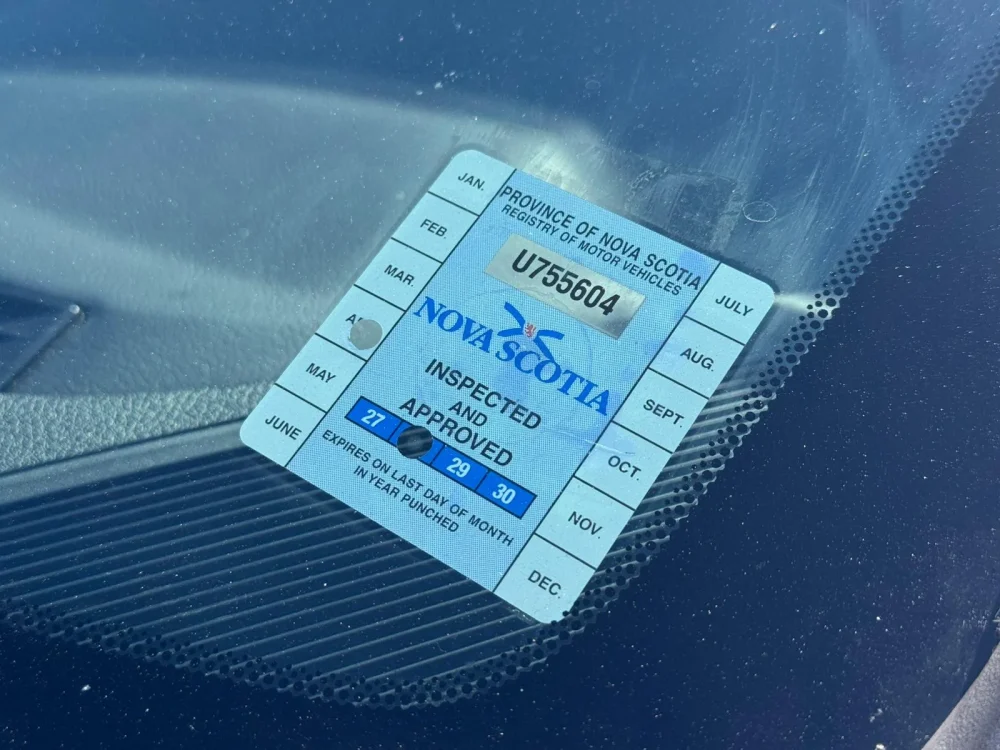 JAN.
FEB.
MAR.
A
MAY
JUNE
PROVINCE OF NOVA SCOTIA
REGISTRY OF MOTOR VEHICLES
U755604
NOVA SCOTIA
INSPECTED
AND
APPROVED
27 29 30
EXPIRES ON LAST DAY OF MONTH
IN YEAR PUNCHED
JULY
AUG.
SEPT.
OCT.
NOV.
DEC.